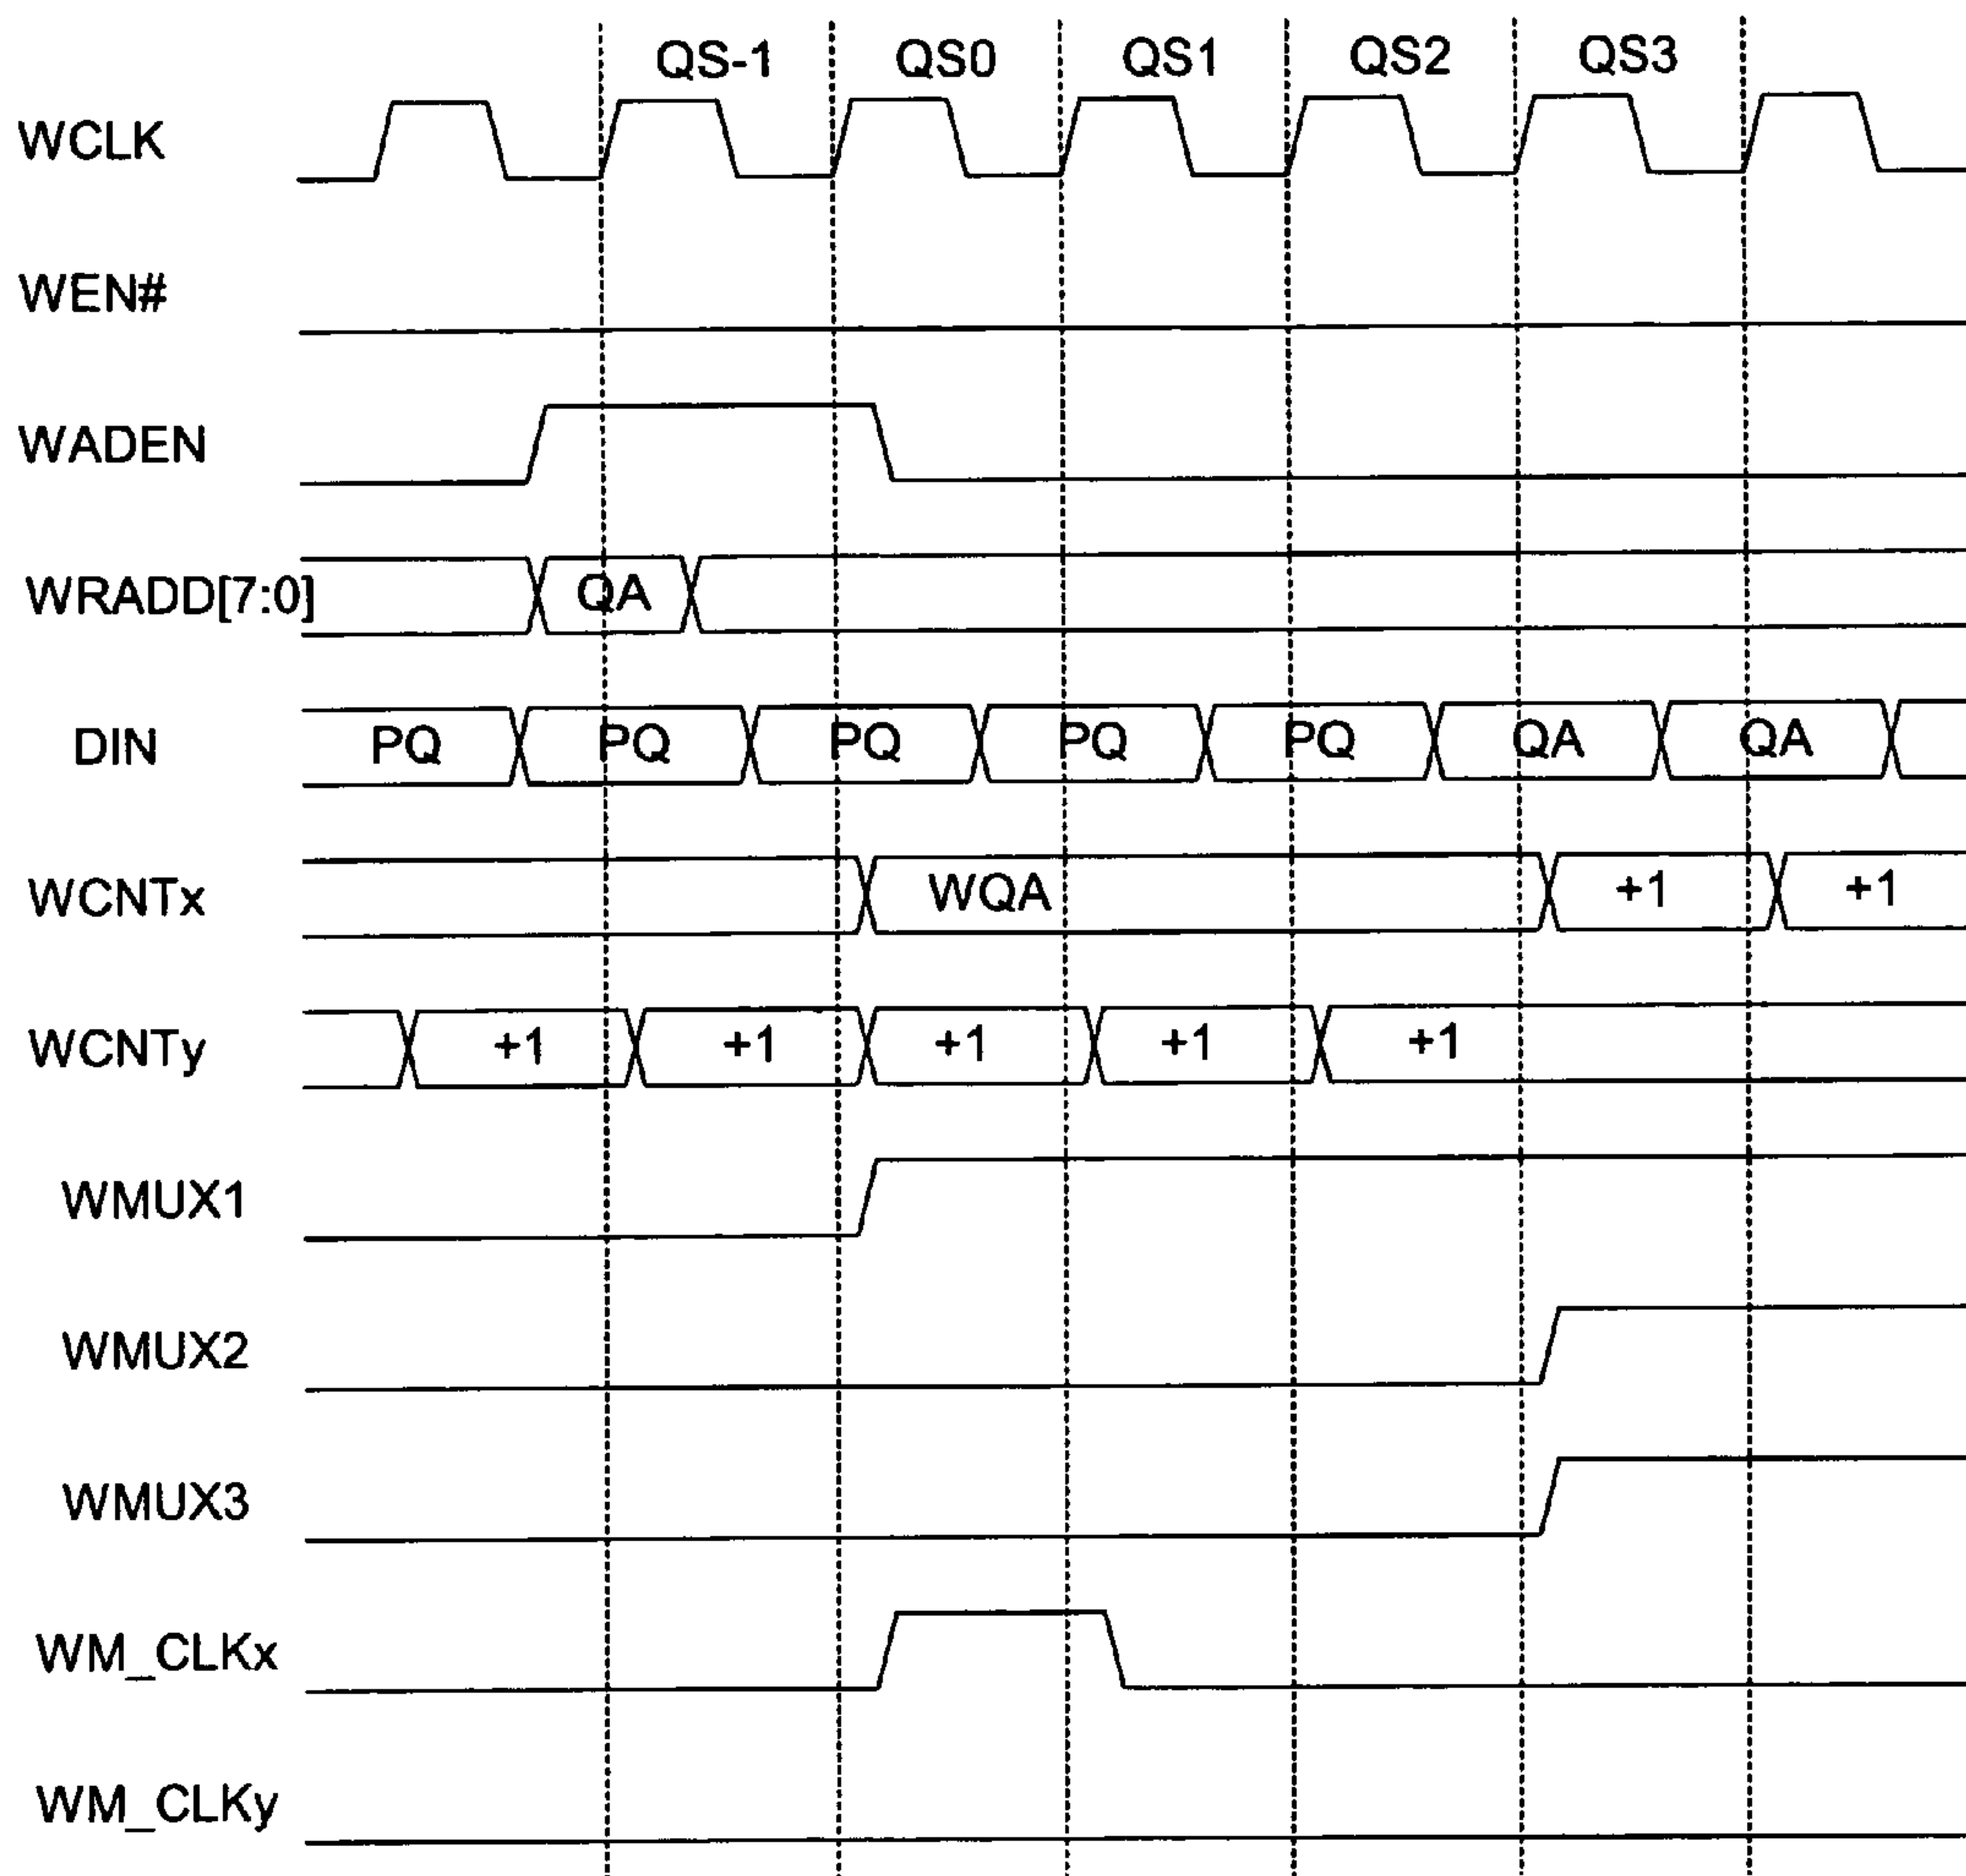 QS-1 QS0 QS1 QS2 QS3
WCLK
WEN#
WADEN
WRADD[7:0] QA
DIN PQ PQ PQ PQ PQ QA QA
WCNTx WQA +1 +1
WCNTy +1 +1 +1 +1 +1
WMUX1
WMUX2
WMUX3
WM_CLKx
WM_CLKy